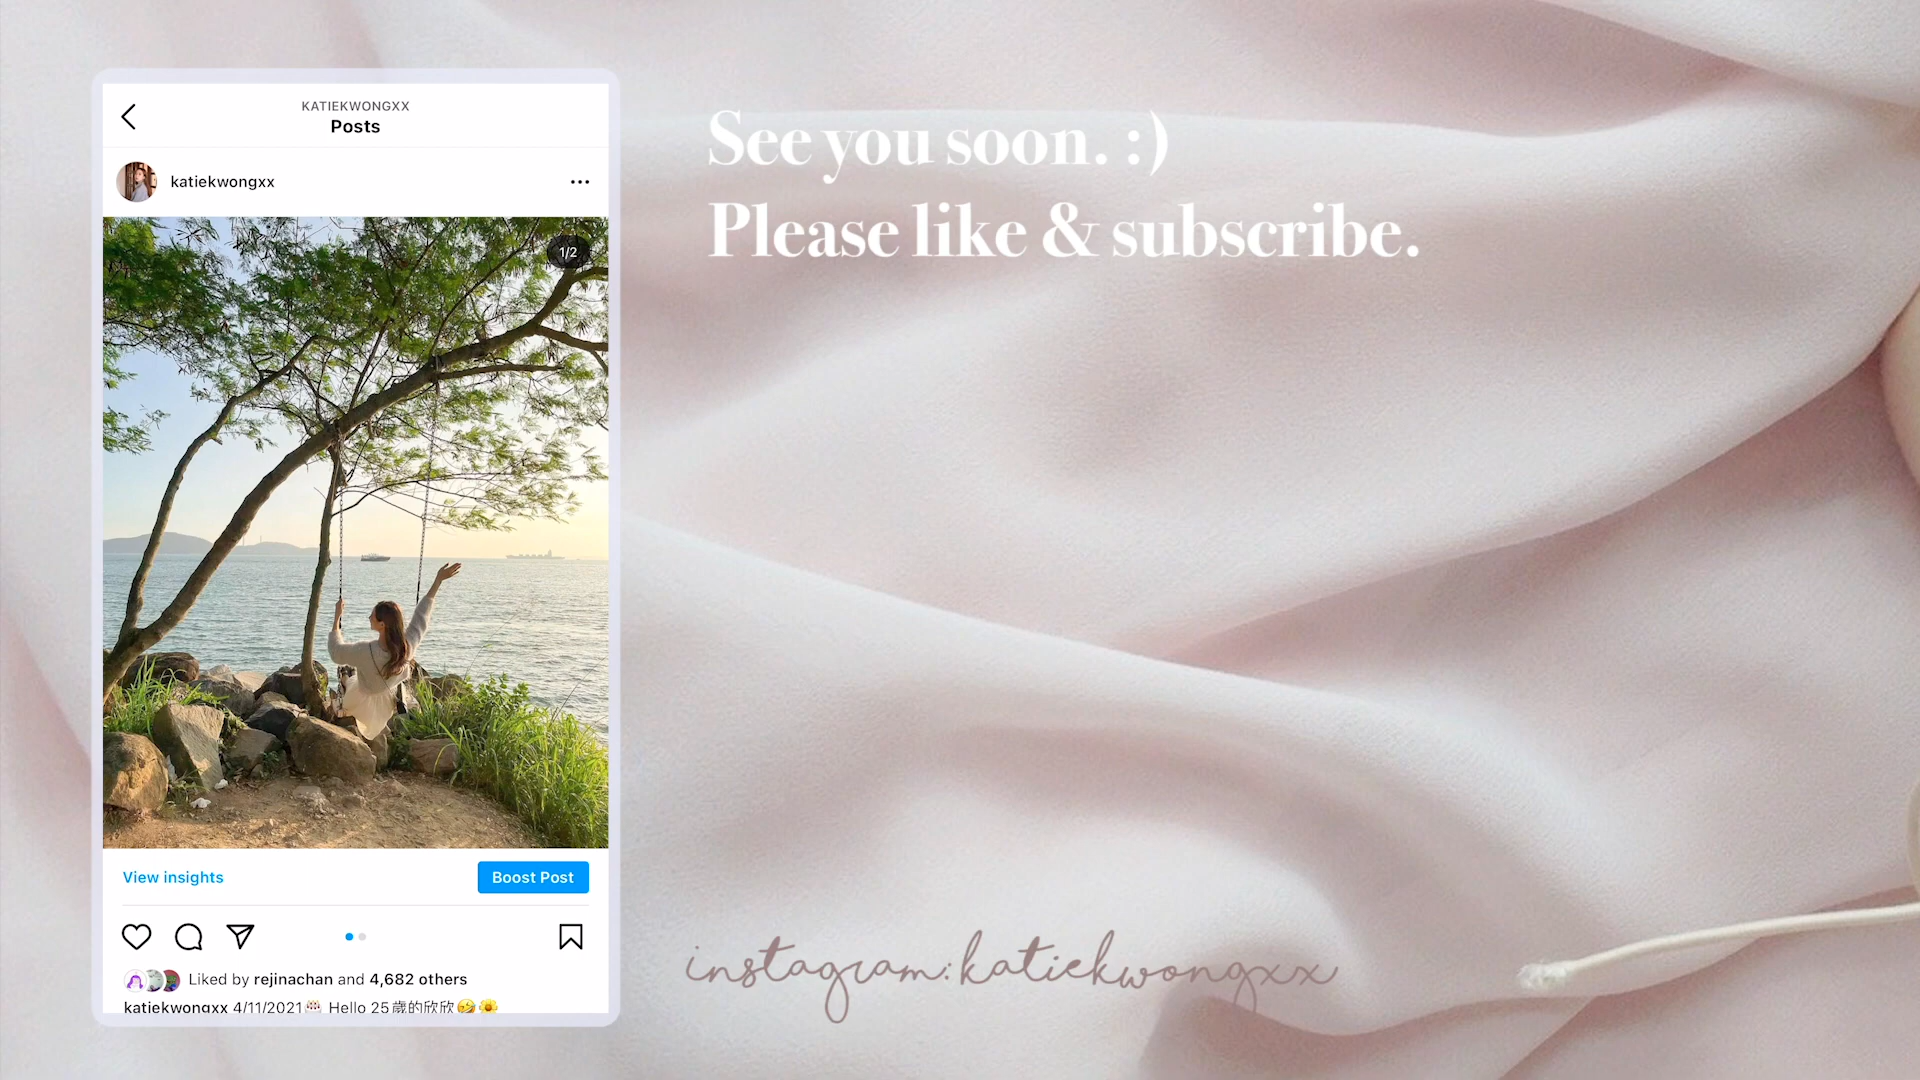 KATIEKWONGXX
Posts
katiekwongxx
1/2
View insights
Boost Post
Liked by rejinachan and 4,682 others
katiekwongxx 4/11/2021🎂 Hello 25歲的欣欣🤣🌼
See you soon. :)
Please like & subscribe.
instagram:katiekwongxx